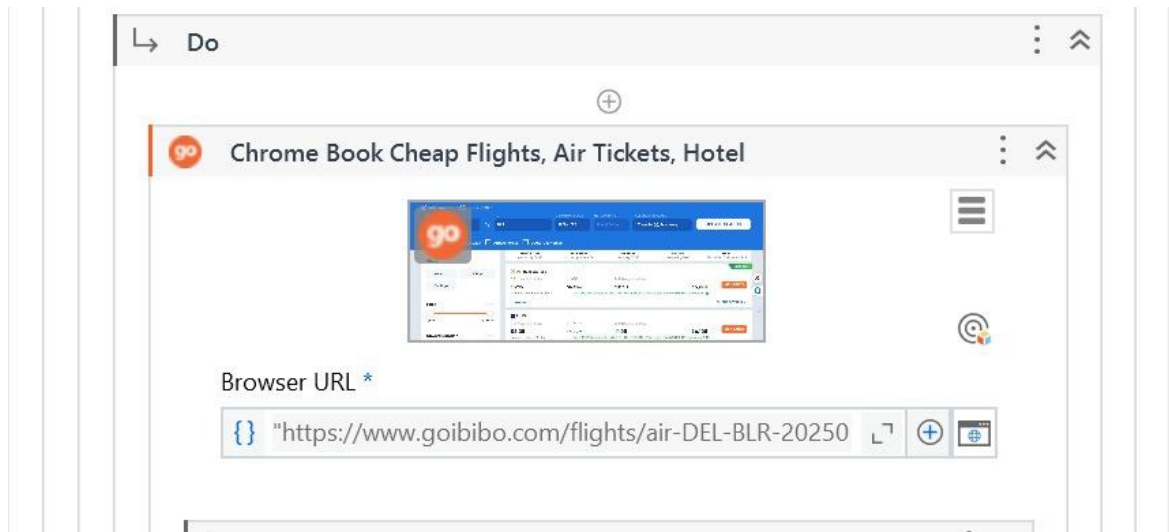 Do
go
Chrome Book Cheap Flights, Air Tickets, Hotel
go
Browser URL *
{} "https://www.goibibo.com/flights/air-DEL-BLR-20250